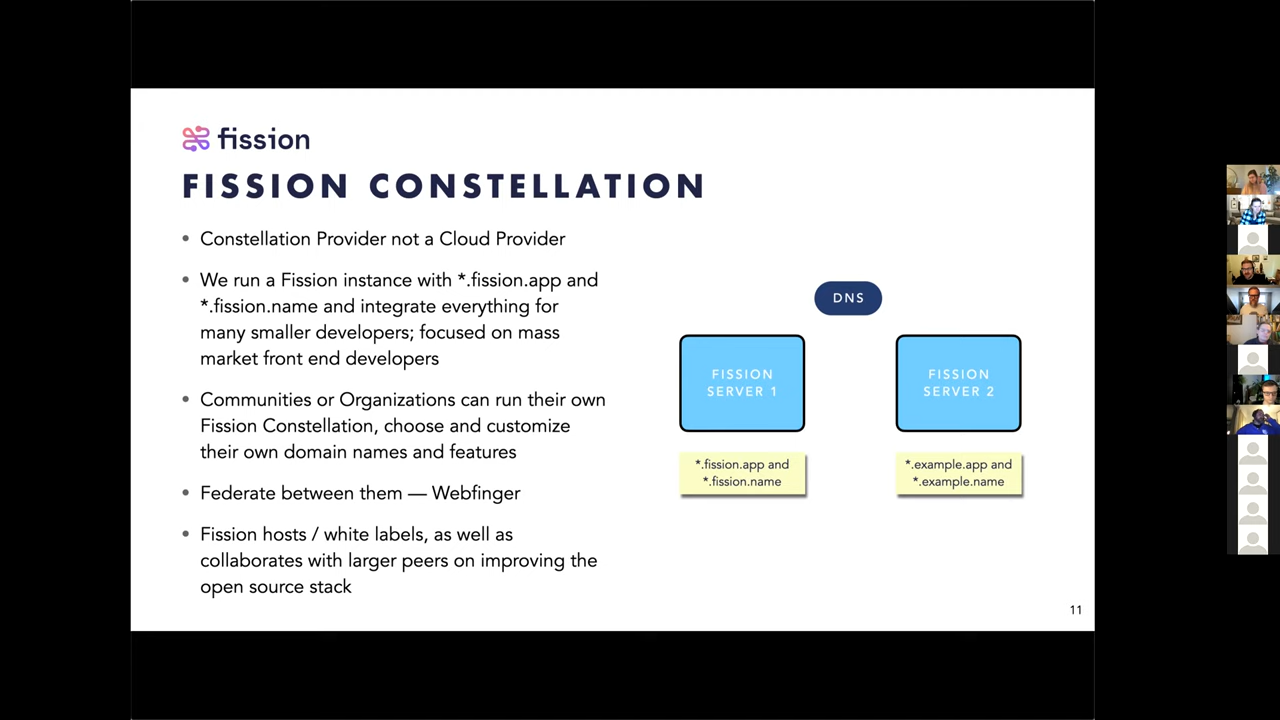 fission
FISSION CONSTELLATION
• Constellation Provider not a Cloud Provider
• We run a Fission instance with *.fission.app and
*.fission.name and integrate everything for
many smaller developers; focused on mass
market front end developers
• Communities or Organizations can run their own
Fission Constellation, choose and customize
their own domain names and features
• Federate between them — Webfinger
• Fission hosts / white labels, as well as
collaborates with larger peers on improving the
open source stack
DNS
FISSION
SERVER 1
FISSION
SERVER 2
*.fission.app and
*.fission.name
*.example.app and
*.example.name
11